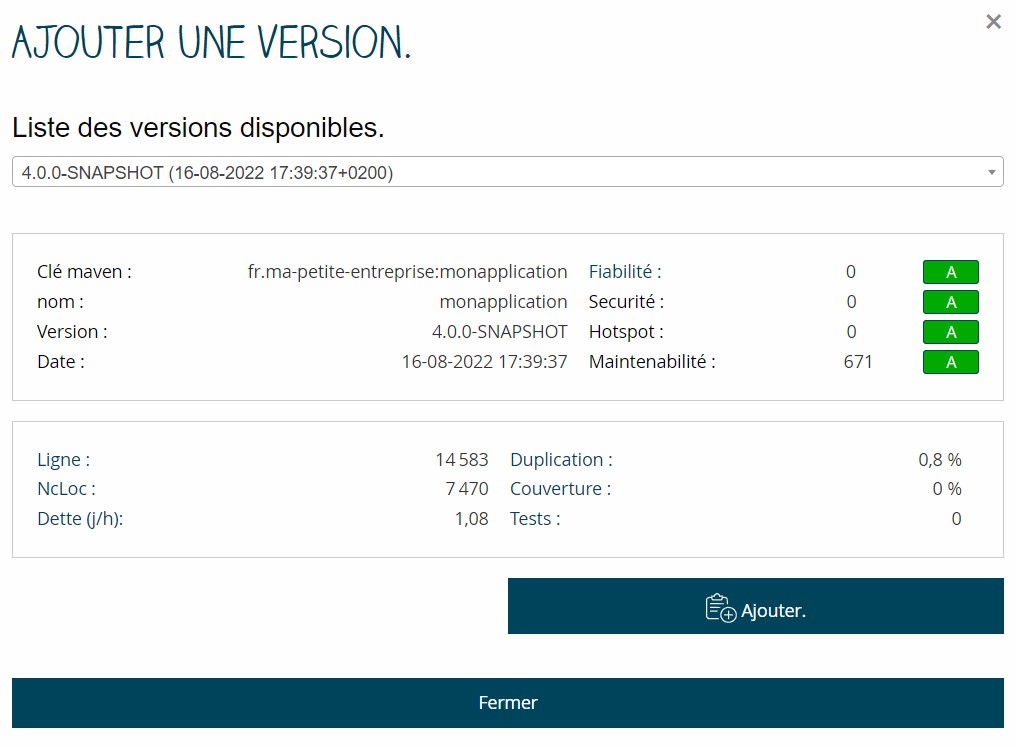 ×
AJOUTER UNE VERSION.
Liste des versions disponibles.
4.0.0-SNAPSHOT (16-08-2022 17:39:37+0200)
Clé maven : fr.ma-petite-entreprise:monapplication Fiabilité : 0 A
nom : monapplication Securité : 0 A
Version : 4.0.0-SNAPSHOT Hotspot : 0 A
Date : 16-08-2022 17:39:37 Maintenabilité : 671 A
Ligne : 14 583 Duplication : 0,8 %
NcLoc : 7 470 Couverture : 0 %
Dette (j/h): 1,08 Tests : 0
Ajouter.
Fermer